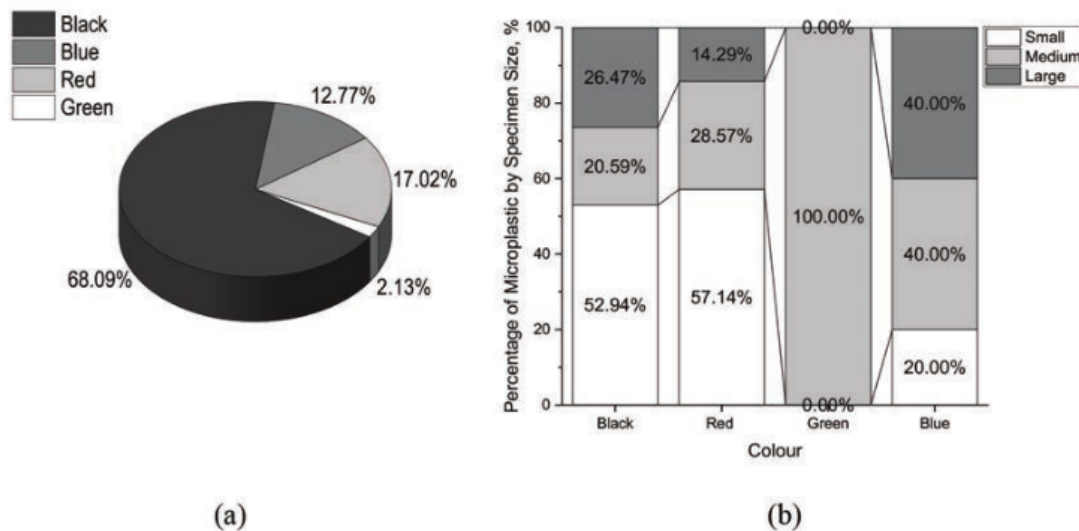 Black
Blue
Red
Green
12.77%
17.02%
2.13%
68.09%
(a)
Percentage of Microplastic by Specimen Size, %
100
80
60
40
20
0
0.00%
26.47%
14.29%
40.00%
20.59%
28.57%
100.00%
40.00%
52.94%
57.14%
20.00%
0.00%
Black Red Green Blue
Colour
Small
Medium
Large
(b)